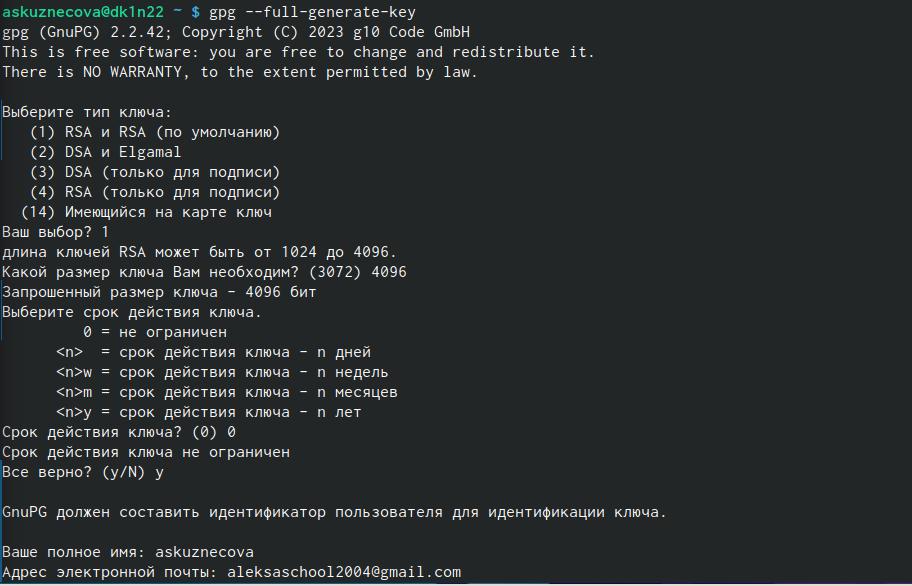 askuznecova@dk1n22 ~ $ gpg --full-generate-key
gpg (GnuPG) 2.2.42; Copyright (C) 2023 g10 Code GmbH
This is free software: you are free to change and redistribute it.
There is NO WARRANTY, to the extent permitted by law.

Выберите тип ключа:
   (1) RSA и RSA (по умолчанию)
   (2) DSA и Elgamal
   (3) DSA (только для подписи)
   (4) RSA (только для подписи)
  (14) Имеющийся на карте ключ
Ваш выбор? 1
длина ключей RSA может быть от 1024 до 4096.
Какой размер ключа Вам необходим? (3072) 4096
Запрошенный размер ключа - 4096 бит
Выберите срок действия ключа.
         0 = не ограничен
      <n>  = срок действия ключа - n дней
      <n>w = срок действия ключа - n недель
      <n>m = срок действия ключа - n месяцев
      <n>y = срок действия ключа - n лет
Срок действия ключа? (0) 0
Срок действия ключа не ограничен
Все верно? (y/N) y

GnuPG должен составить идентификатор пользователя для идентификации ключа.

Ваше полное имя: askuznecova
Адрес электронной почты: aleksaschool2004@gmail.com